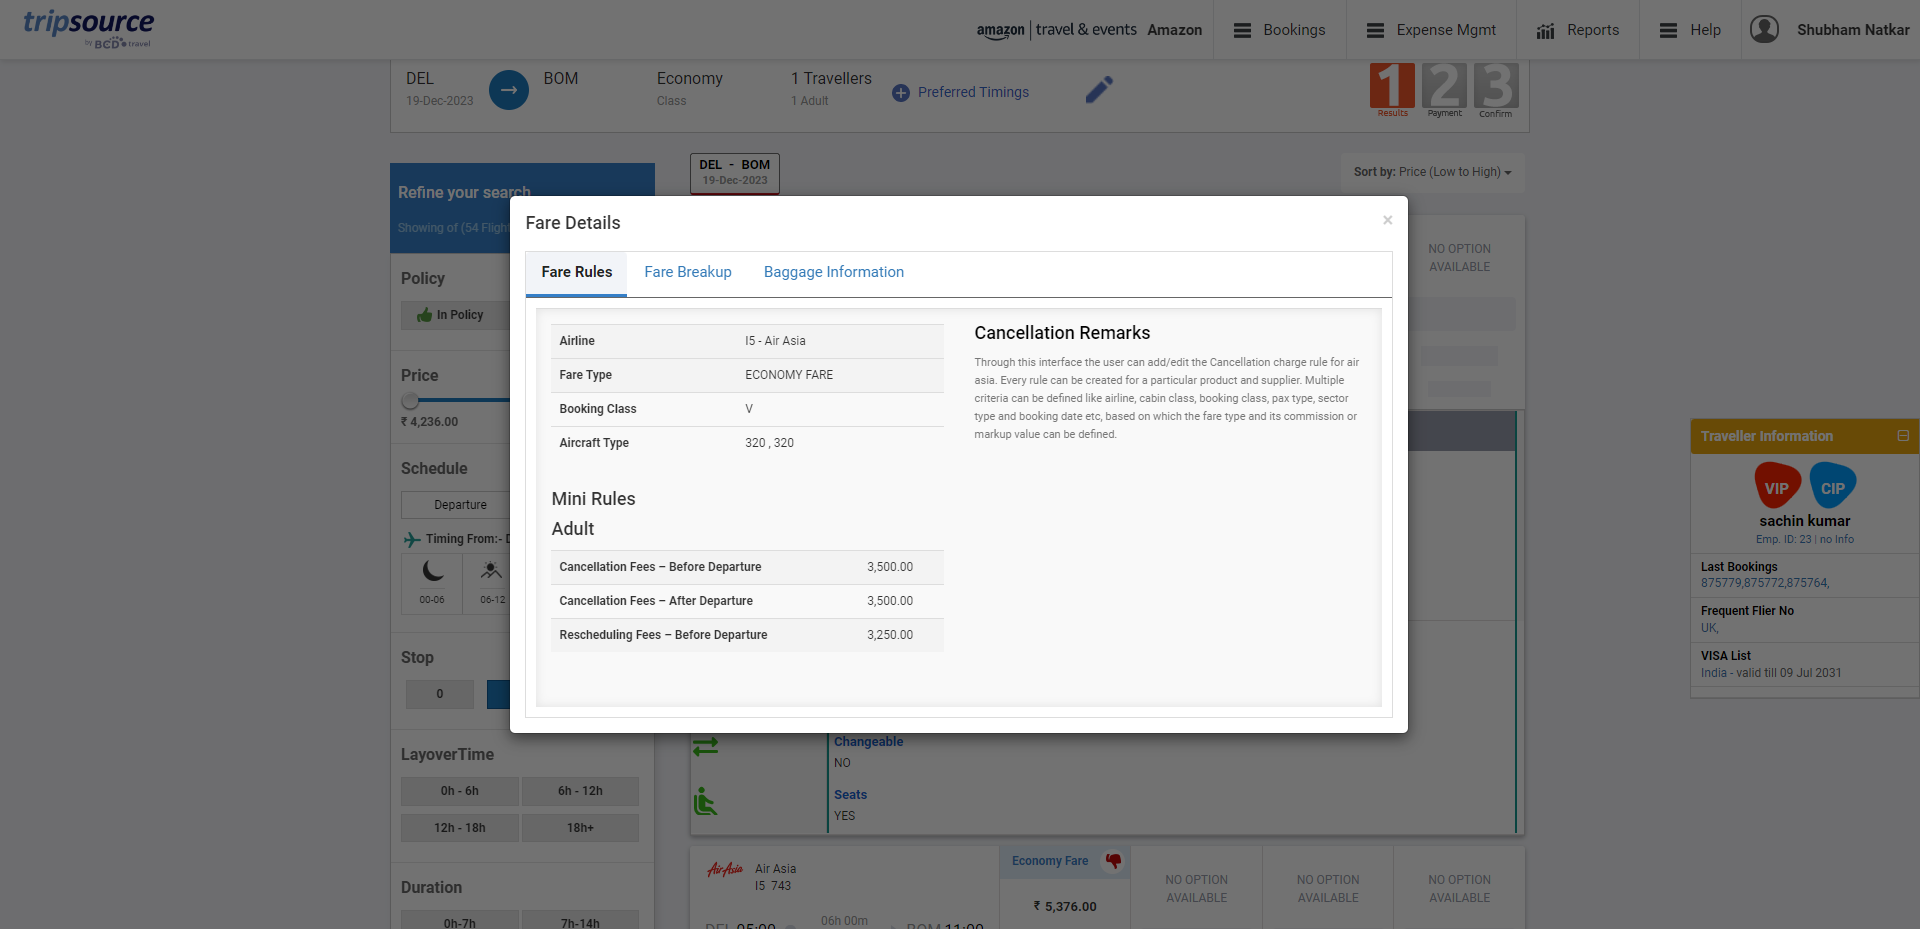 tripsource
by BCD travel
amazon | travel & events Amazon
Bookings
Expense Mgmt
Reports
Help
Shubham Natkar
DEL
19-Dec-2023
BOM
Economy
Class
1 Travellers
1 Adult
Preferred Timings
1 2 3
Results Payment Confirm
DEL - BOM
19-Dec-2023
Sort by: Price (Low to High)
Refine your search
Showing of (54 Fligh
Policy
In Policy
Price
₹ 4,236.00
Schedule
Departure
Timing From:- D
00-06
06-12
Stop
0
LayoverTime
0h - 6h
6h - 12h
12h - 18h
18h+
Duration
0h-7h
7h-14h
Fare Details
×
Fare Rules
Fare Breakup
Baggage Information
Airline I5 - Air Asia
Fare Type ECONOMY FARE
Booking Class V
Aircraft Type 320 , 320
Mini Rules
Adult
Cancellation Fees – Before Departure 3,500.00
Cancellation Fees – After Departure 3,500.00
Rescheduling Fees – Before Departure 3,250.00
Cancellation Remarks
Through this interface the user can add/edit the Cancellation charge rule for air
asia. Every rule can be created for a particular product and supplier. Multiple
criteria can be defined like airline, cabin class, booking class, pax type, sector
type and booking date etc, based on which the fare type and its commission or
markup value can be defined.
NO OPTION
AVAILABLE
Changeable
NO
Seats
YES
AirAsia
Air Asia
I5 743
Economy Fare
₹ 5,376.00
NO OPTION
AVAILABLE
NO OPTION
AVAILABLE
NO OPTION
AVAILABLE
DEL 05:00
06h 00m
BOM 11:00
Traveller Information
VIP
CIP
sachin kumar
Emp. ID: 23 | no Info
Last Bookings
875779,875772,875764,
Frequent Flier No
UK,
VISA List
India - valid till 09 Jul 2031